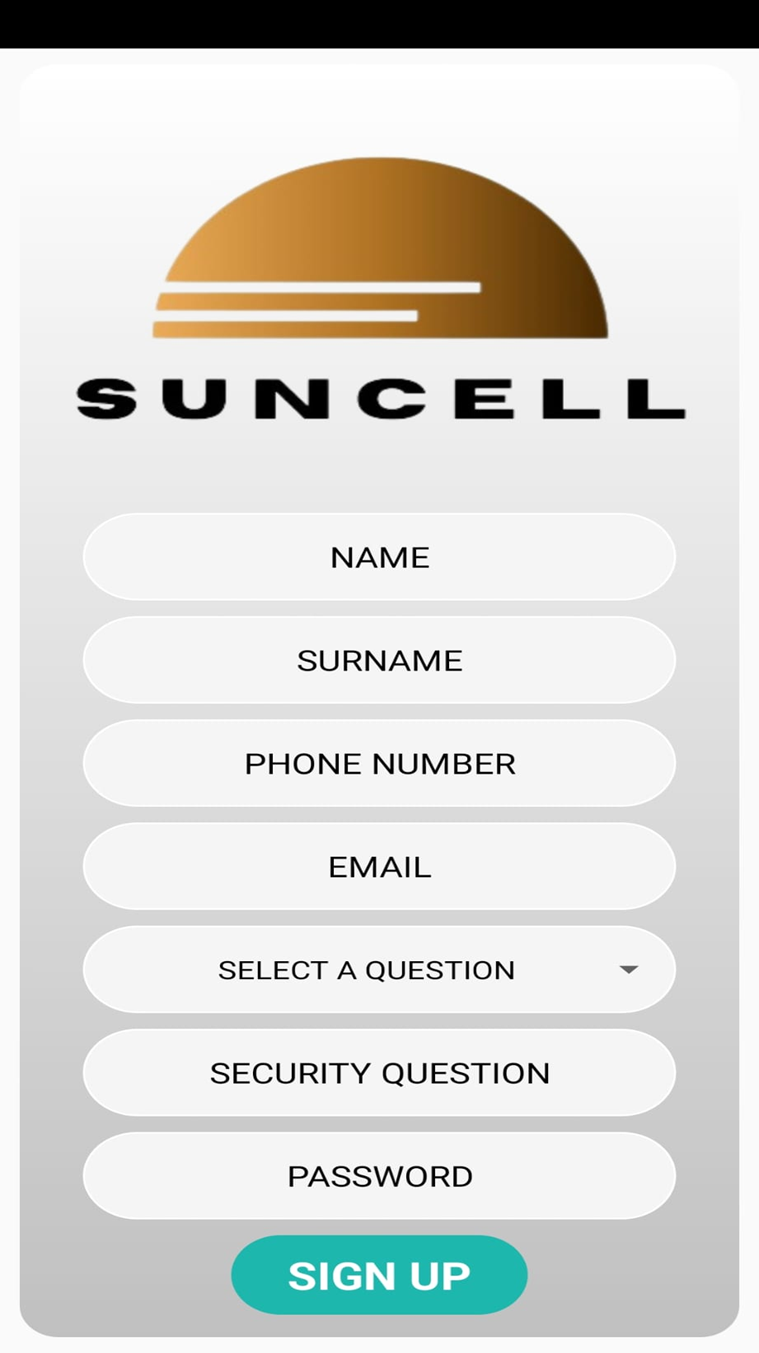 SUNCELL
NAME
SURNAME
PHONE NUMBER
EMAIL
SELECT A QUESTION
SECURITY QUESTION
PASSWORD
SIGN UP